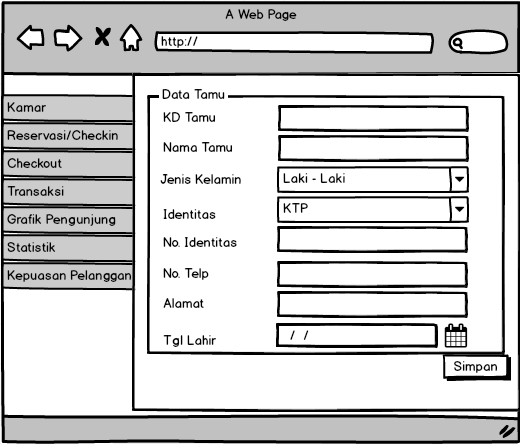 A Web Page
http://
Kamar
Reservasi/Checkin
Checkout
Transaksi
Grafik Pengunjung
Statistik
Kepuasan Pelanggan
Data Tamu
KD Tamu
Nama Tamu
Jenis Kelamin Laki - Laki
Identitas KTP
No. Identitas
No. Telp
Alamat
Tgl Lahir / /
Simpan